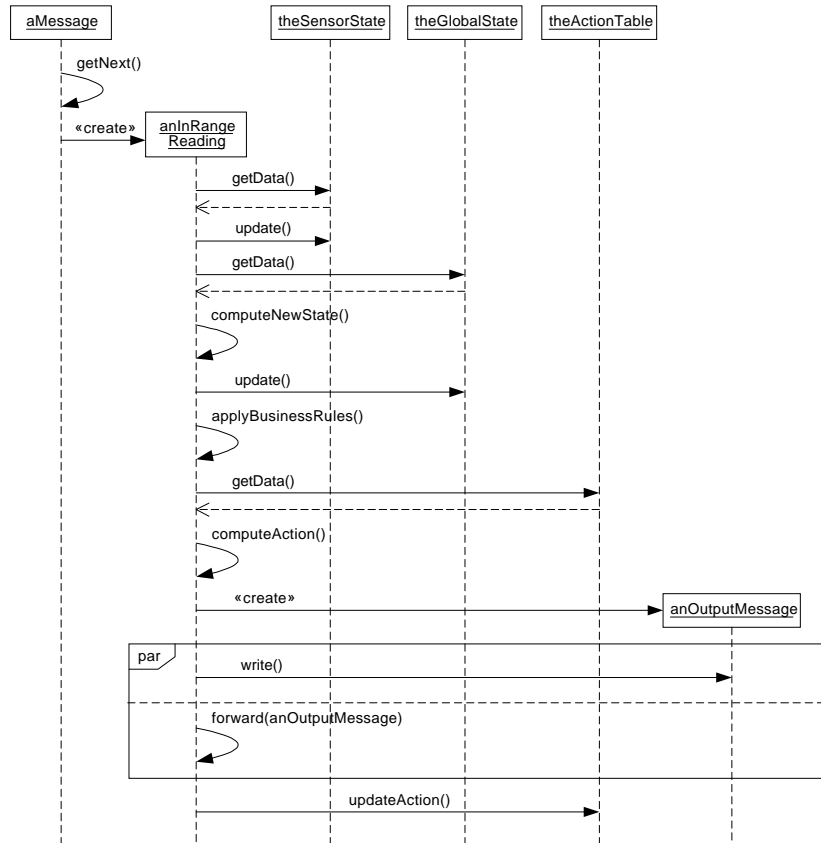 aMessage
theSensorState
theGlobalState
theActionTable
getNext()
«create»
anInRange
Reading
getData()
update()
getData()
computeNewState()
update()
applyBusinessRules()
getData()
computeAction()
«create»
anOutputMessage
par
write()
forward(anOutputMessage)
updateAction()